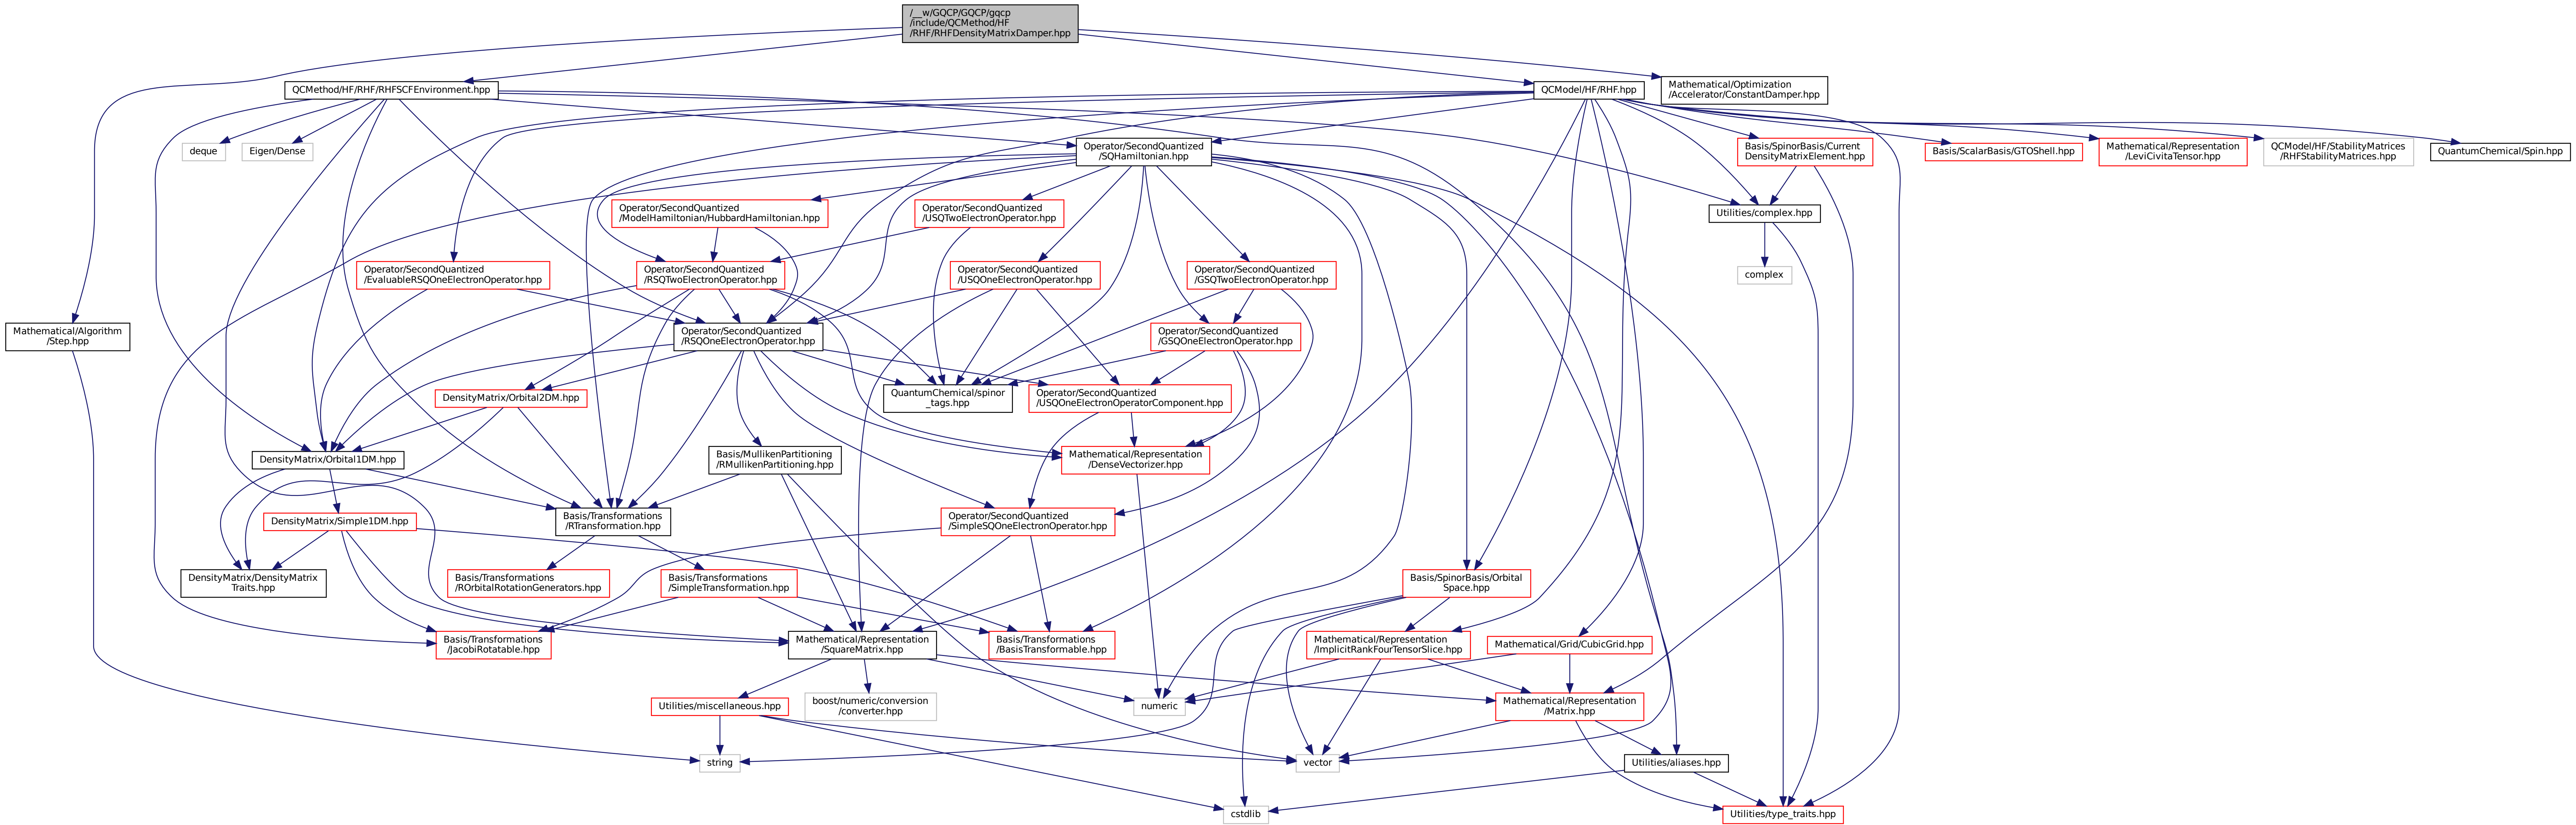 /__w/GQCP/GQCP/gqcp
/include/QCMethod/HF
/RHF/RHFDensityMatrixDamper.hpp
QCMethod/HF/RHF/RHFSCFEnvironment.hpp
QCModel/HF/RHF.hpp
Mathematical/Optimization
/Accelerator/ConstantDamper.hpp
deque
Eigen/Dense
Operator/SecondQuantized
/SQHamiltonian.hpp
Basis/SpinorBasis/Current
DensityMatrixElement.hpp
Basis/ScalarBasis/GTOShell.hpp
Mathematical/Representation
/LeviCivitaTensor.hpp
QCModel/HF/StabilityMatrices
/RHFStabilityMatrices.hpp
QuantumChemical/Spin.hpp
Operator/SecondQuantized
/ModelHamiltonian/HubbardHamiltonian.hpp
Operator/SecondQuantized
/USQTwoElectronOperator.hpp
Utilities/complex.hpp
Operator/SecondQuantized
/EvaluableRSQOneElectronOperator.hpp
Operator/SecondQuantized
/RSQTwoElectronOperator.hpp
Operator/SecondQuantized
/USQOneElectronOperator.hpp
Operator/SecondQuantized
/GSQTwoElectronOperator.hpp
complex
Mathematical/Algorithm
/Step.hpp
Operator/SecondQuantized
/RSQOneElectronOperator.hpp
Operator/SecondQuantized
/GSQOneElectronOperator.hpp
DensityMatrix/Orbital2DM.hpp
QuantumChemical/spinor
_tags.hpp
Operator/SecondQuantized
/USQOneElectronOperatorComponent.hpp
DensityMatrix/Orbital1DM.hpp
Basis/MullikenPartitioning
/RMullikenPartitioning.hpp
Mathematical/Representation
/DenseVectorizer.hpp
DensityMatrix/Simple1DM.hpp
Basis/Transformations
/RTransformation.hpp
Operator/SecondQuantized
/SimpleSQOneElectronOperator.hpp
DensityMatrix/DensityMatrix
Traits.hpp
Basis/Transformations
/ROrbitalRotationGenerators.hpp
Basis/Transformations
/SimpleTransformation.hpp
Basis/SpinorBasis/Orbital
Space.hpp
Basis/Transformations
/JacobiRotatable.hpp
Mathematical/Representation
/SquareMatrix.hpp
Basis/Transformations
/BasisTransformable.hpp
Mathematical/Representation
/ImplicitRankFourTensorSlice.hpp
Mathematical/Grid/CubicGrid.hpp
Utilities/miscellaneous.hpp
boost/numeric/conversion
/converter.hpp
numeric
Mathematical/Representation
/Matrix.hpp
string
vector
Utilities/aliases.hpp
cstdlib
Utilities/type_traits.hpp